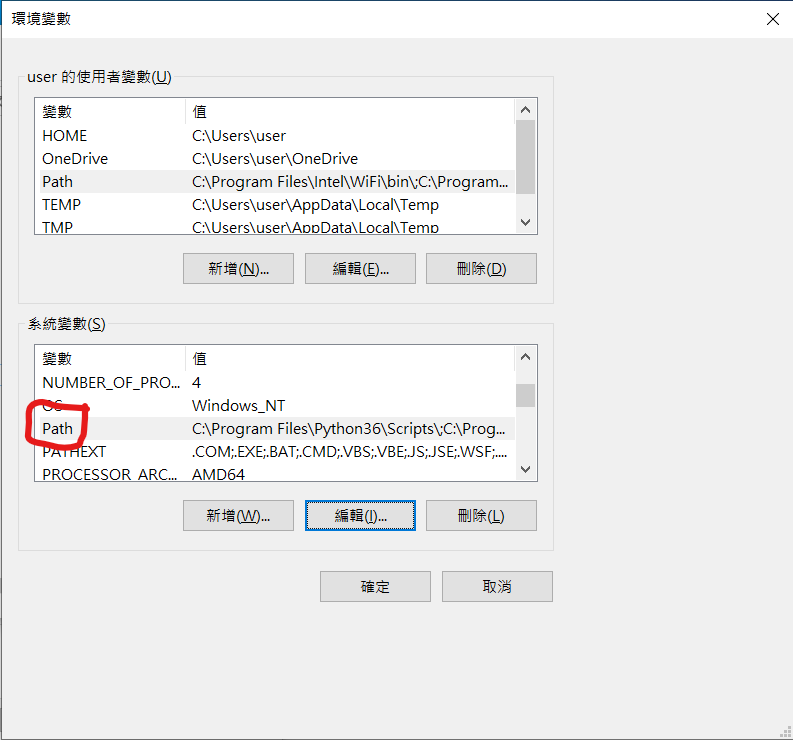 環境變數
user 的使用者變數(U)
變數 值
HOME C:\Users\user
OneDrive C:\Users\user\OneDrive
Path C:\Program Files\Intel\WiFi\bin\;C:\Program...
TEMP C:\Users\user\AppData\Local\Temp
TMP C:\Users\user\AppData\Local\Temp
新增(N)... 編輯(E)... 刪除(D)
系統變數(S)
變數 值
NUMBER_OF_PRO... 4
OS Windows_NT
Path C:\Program Files\Python36\Scripts\;C:\Prog...
PATHEXT .COM;.EXE;.BAT;.CMD;.VBS;.VBE;.JS;.JSE;.WSF;....
PROCESSOR_ARC... AMD64
新增(W)... 編輯(I)... 刪除(L)
確定 取消